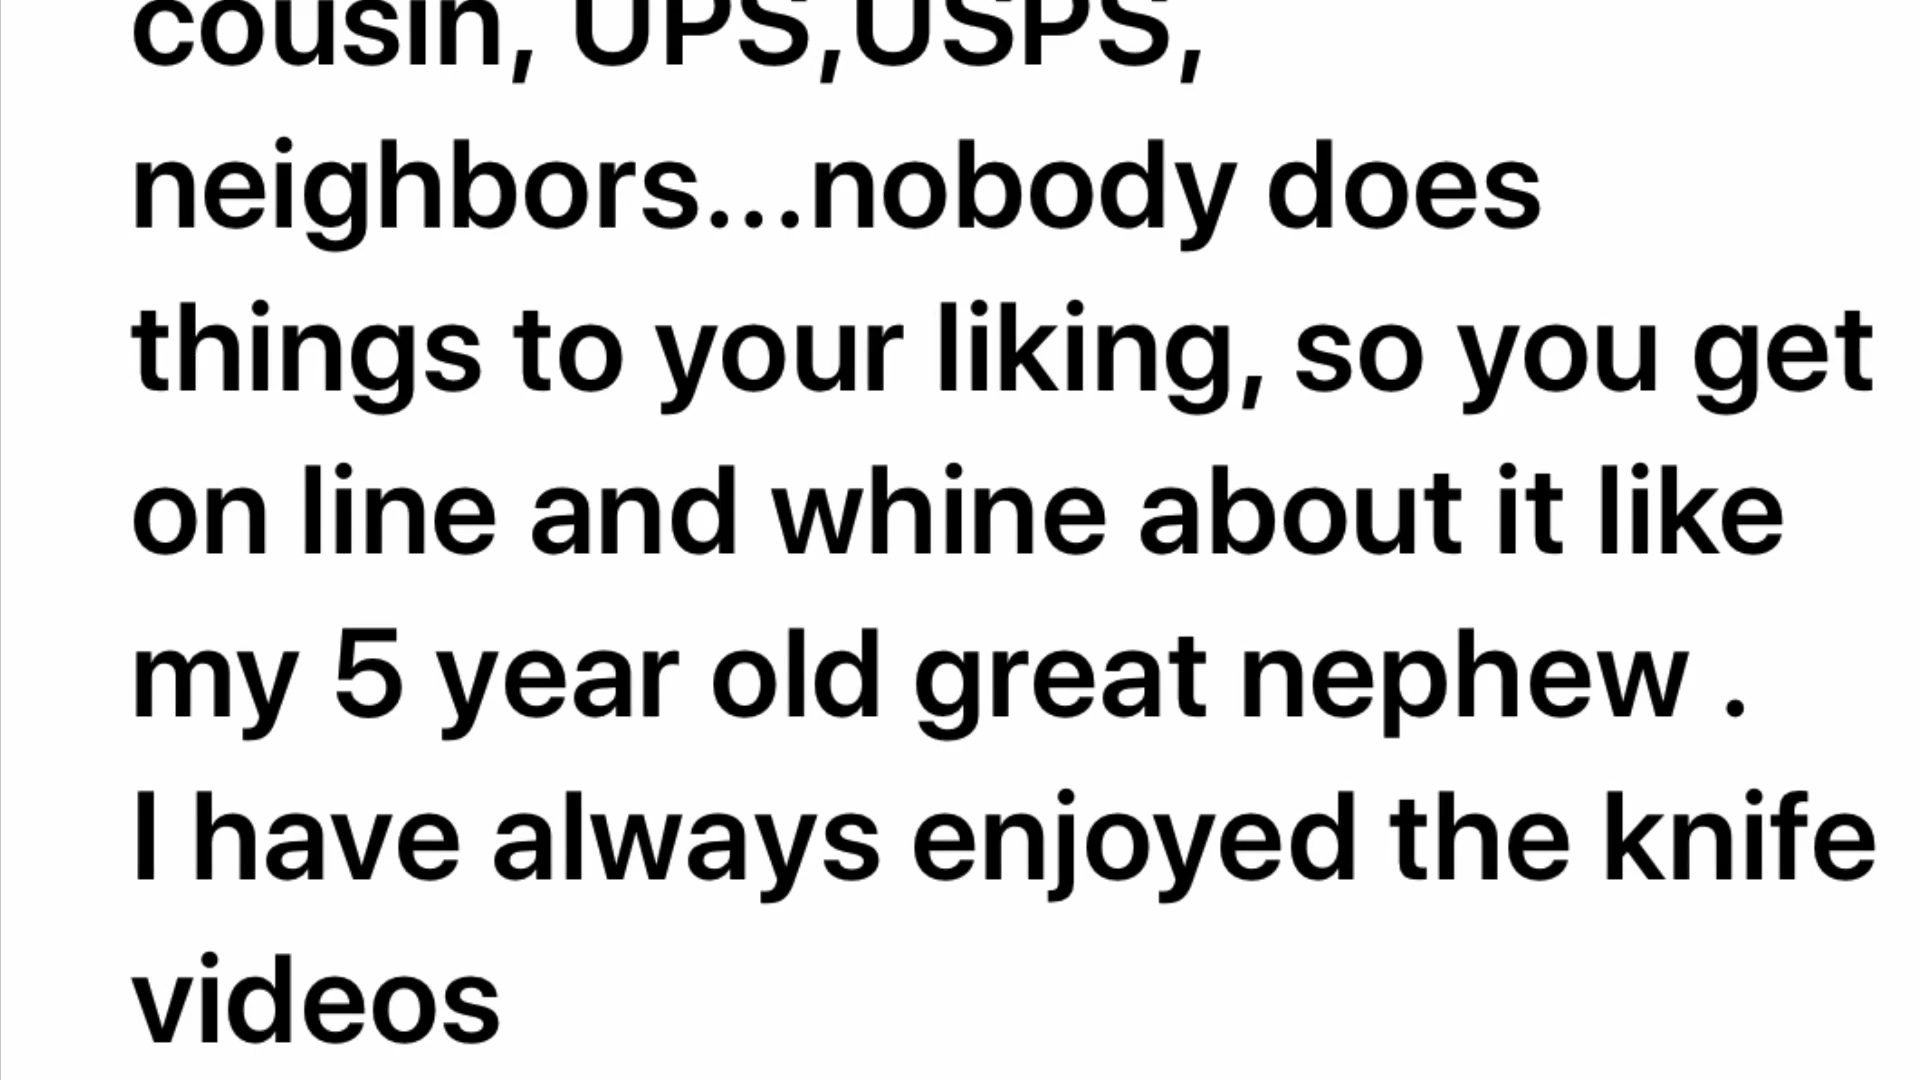 cousin, UPS,USPS,
neighbors...nobody does
things to your liking, so you get
on line and whine about it like
my 5 year old great nephew .
I have always enjoyed the knife
videos